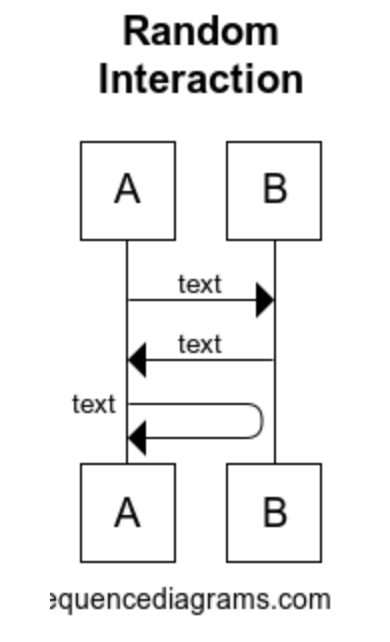 Random
Interaction
A
B
text
text
text
A
B
equencediagrams.com